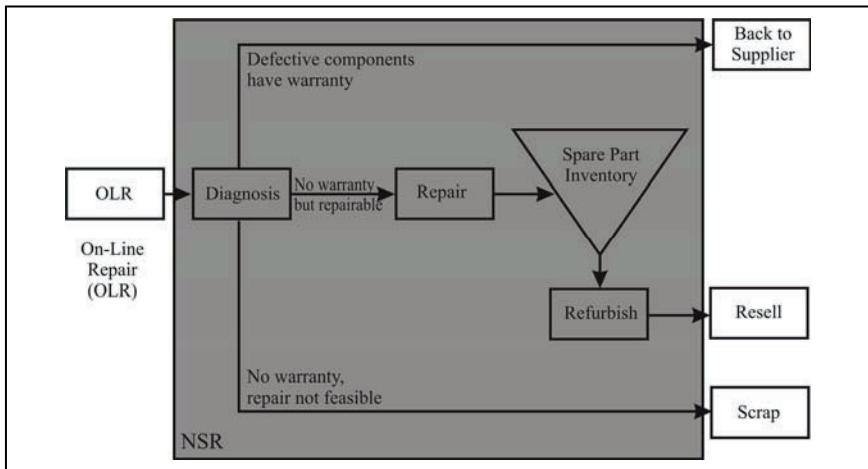 Back to
Supplier
Defective components
have warranty
Spare Part
Inventory
OLR
Diagnosis
No warranty
but repairable
Repair
On-Line
Repair
(OLR)
Refurbish
Resell
No warranty,
repair not feasible
Scrap
NSR